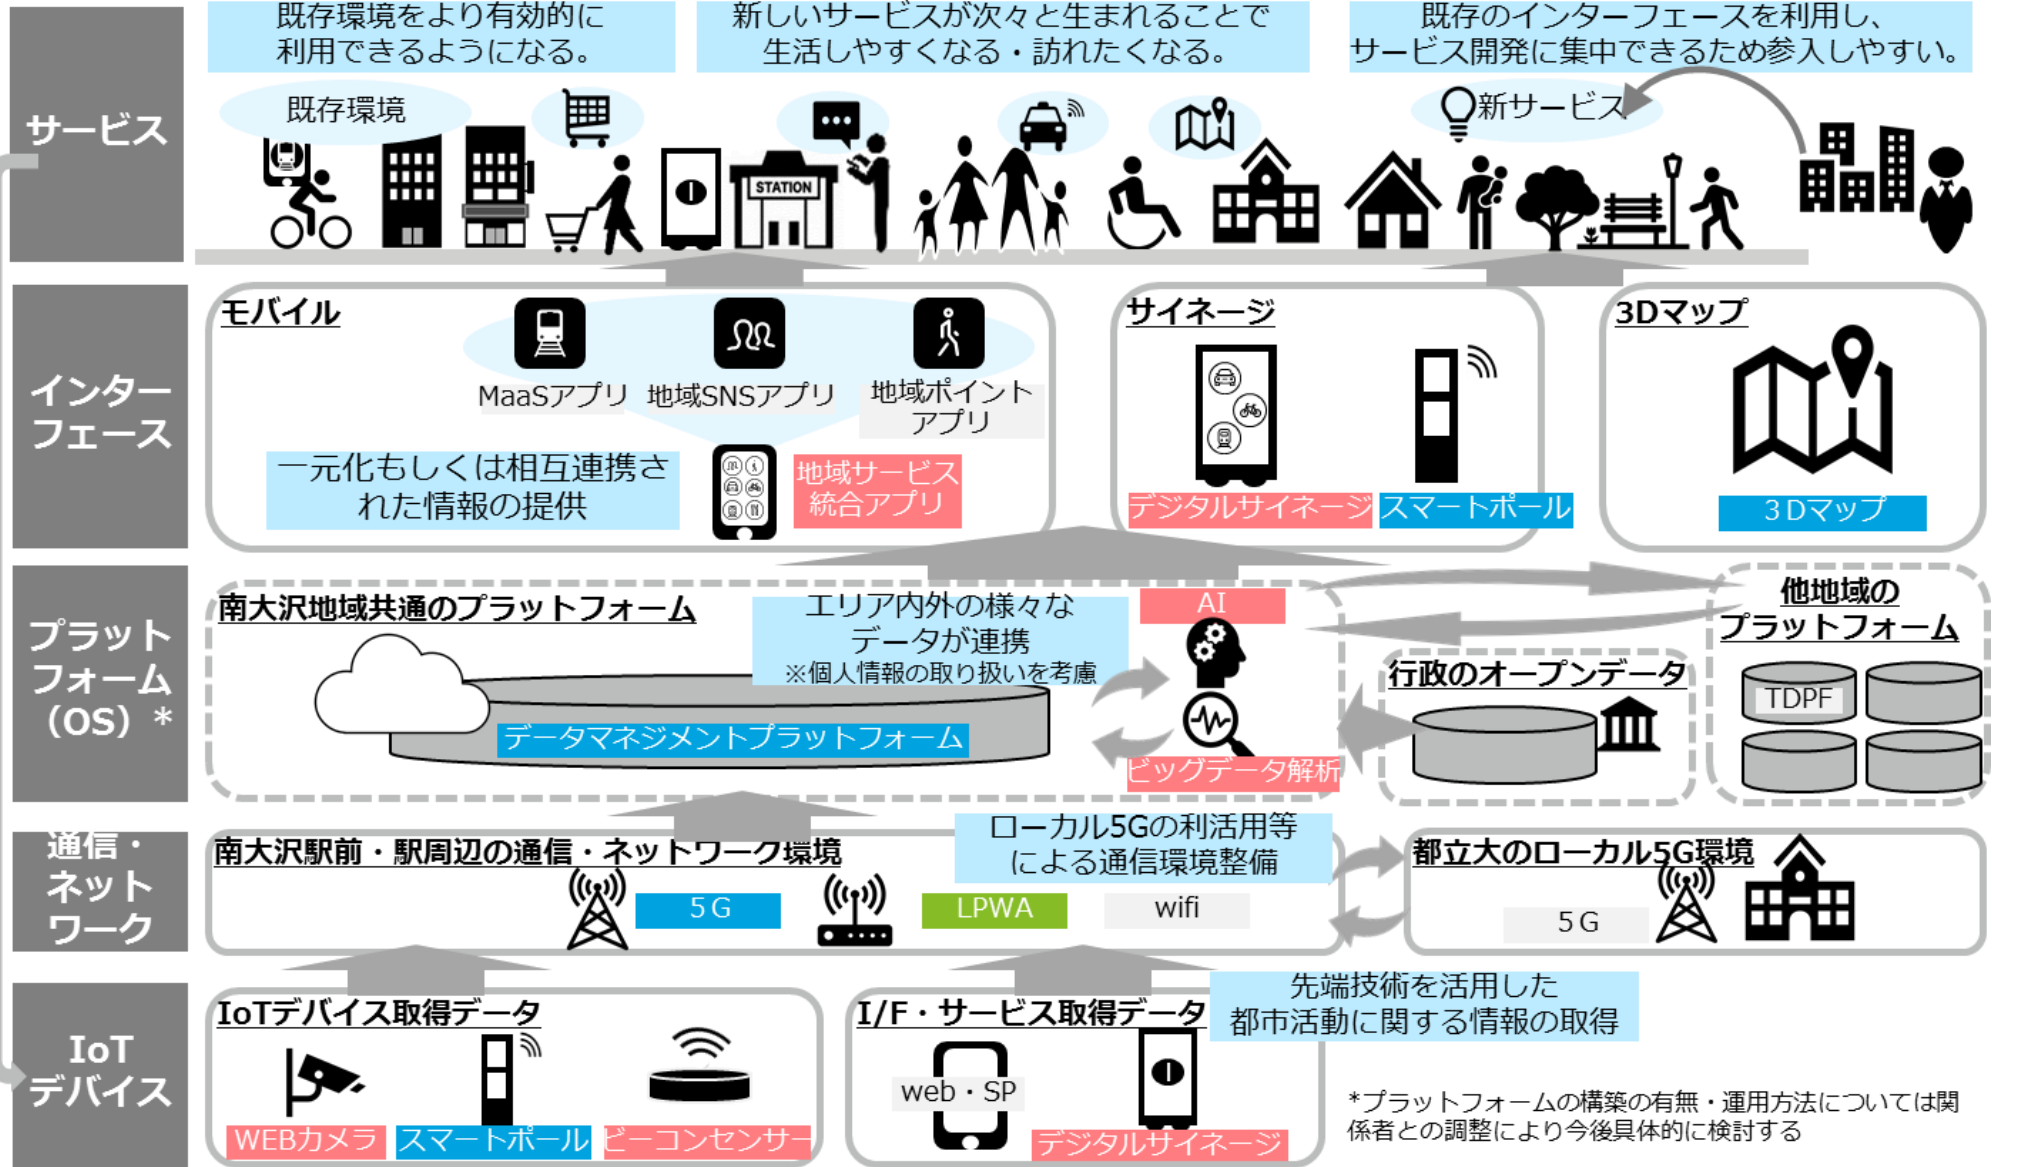 サービス
既存環境をより有効的に
利用できるようになる。
新しいサービスが次々と生まれることで
生活しやすくなる・訪れたくなる。
既存のインターフェースを利用し、
サービス開発に集中できるため参入しやすい。
既存環境
新サービス
STATION
インター
フェース
モバイル
MaaSアプリ
地域SNSアプリ
地域ポイント
アプリ
一元化もしくは相互連携さ
れた情報の提供
地域サービス
統合アプリ
サイネージ
デジタルサイネージ
スマートポール
3Dマップ
３Dマップ
プラット
フォーム
（OS）*
南大沢地域共通のプラットフォーム
エリア内外の様々な
データが連携
※個人情報の取り扱いを考慮
データマネジメントプラットフォーム
AI
ビッグデータ解析
行政のオープンデータ
他地域の
プラットフォーム
TDPF
通信・
ネット
ワーク
南大沢駅前・駅周辺の通信・ネットワーク環境
ローカル5Gの利活用等
による通信環境整備
５G
LPWA
wifi
都立大のローカル5G環境
５G
IoT
デバイス
IoTデバイス取得データ
WEBカメラ
スマートポール
ビーコンセンサー
I/F・サービス取得データ
web・SP
デジタルサイネージ
先端技術を活用した
都市活動に関する情報の取得
*プラットフォームの構築の有無・運用方法については関
係者との調整により今後具体的に検討する